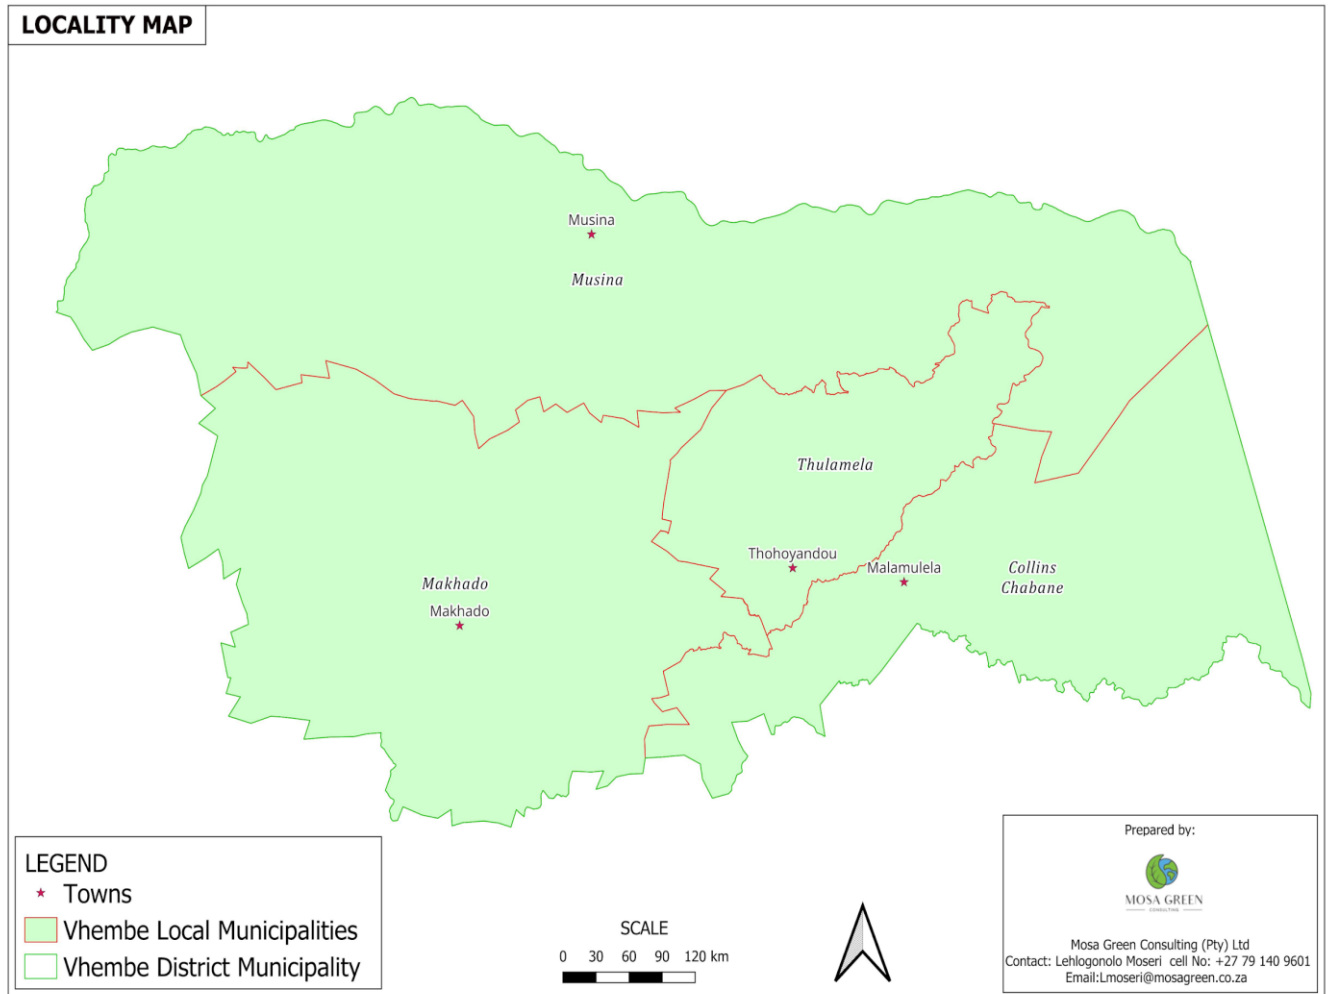 LOCALITY MAP
Musina
Musina
Thulamela
Thohoyandou
Malamulela
Collins
Chabane
Makhado
Makhado
LEGEND
Towns
Vhembe Local Municipalities
Vhembe District Municipality
SCALE
0 30 60 90 120 km
Prepared by:
MOSA GREEN
CONSULTING
Mosa Green Consulting (Pty) Ltd
Contact: Lehlogonolo Moseri cell No: +27 79 140 9601
Email:Lmoseri@mosagreen.co.za